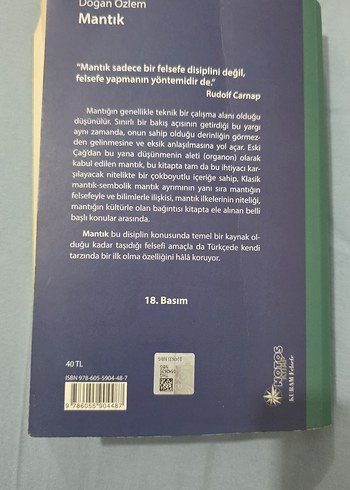 Doğan Özlem
Mantık
"Mantık sadece bir felsefe disiplini değil,
felsefe yapmanın yöntemidir de."
Rudolf Carnap
Mantığın genellikle teknik bir çalışma alanı olduğu
düşünülür. Sınırlı bir bakış açısının getirdiği bu yargı
aynı zamanda, onun sahip olduğu derinliğin görmez-
den gelinmesine ve eksik anlaşılmasına yol açar. Eski
Çağ'dan bu yana düşünmenin aleti (organon) olarak
kabul edilen mantık, bu kitapta tam da bu ihtiyacı kar-
şılayacak nitelikte bir çokboyutlu içeriğe sahip. Klasik
mantık-sembolik mantık ayrımının yanı sıra mantığın
felsefeyle ve bilimlerle ilişkisi, mantık ilkelerinin niteliği,
mantığın kültürle olan bağıntısı kitapta ele alınan belli
başlı konular arasında.
Mantık bu disiplin konusunda temel bir kaynak ol-
duğu kadar taşıdığı felsefi amaçla da Türkçede kendi
tarzında bir ilk olma özelliğini hâlâ koruyor.
18. Basım
40 TL
ISBN 978-605-5904-48-7
9 786055 904487
NOTOS
KİTAP
KURAM Felsefe